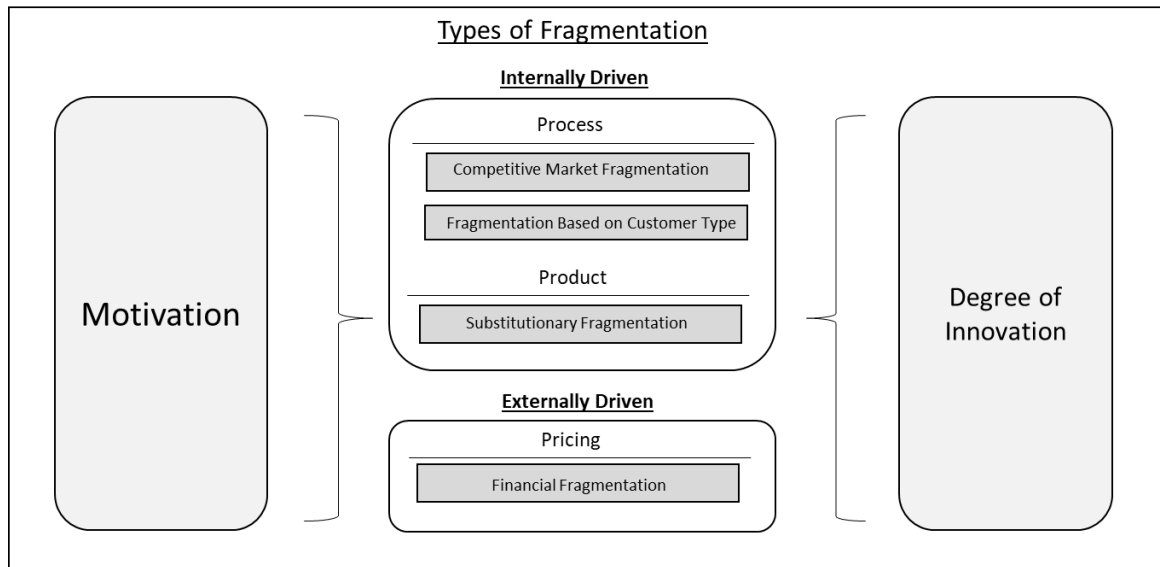 Types of Fragmentation
Internally Driven
Process
Competitive Market Fragmentation
Fragmentation Based on Customer Type
Product
Substitutionary Fragmentation
Externally Driven
Pricing
Financial Fragmentation
Motivation
Degree of
Innovation